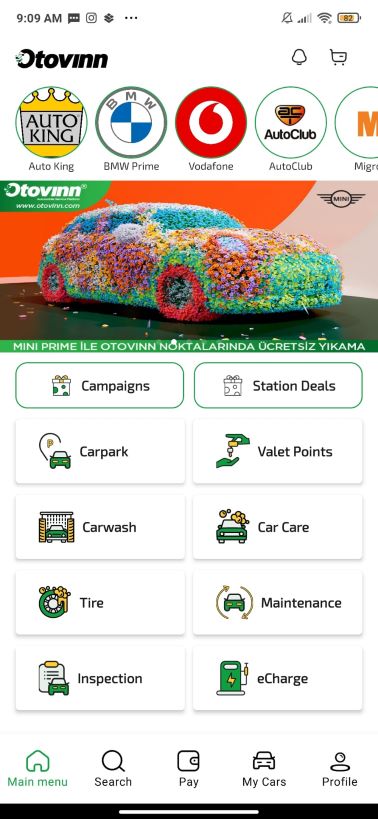 9:09 AM
82
Otovinn
AUTO
KING
BMW
AutoClub
M
Auto King
BMW Prime
Vodafone
AutoClub
Migro
Otovinn®
www.otovinn.com
MINI
MINI PRIME İLE OTOVINN NOKTALARINDA ÜCRETSİZ YIKAMA
Campaigns
Station Deals
P
Carpark
Valet Points
Carwash
Car Care
Tire
Maintenance
Inspection
eCharge
Main menu
Search
Pay
My Cars
Profile